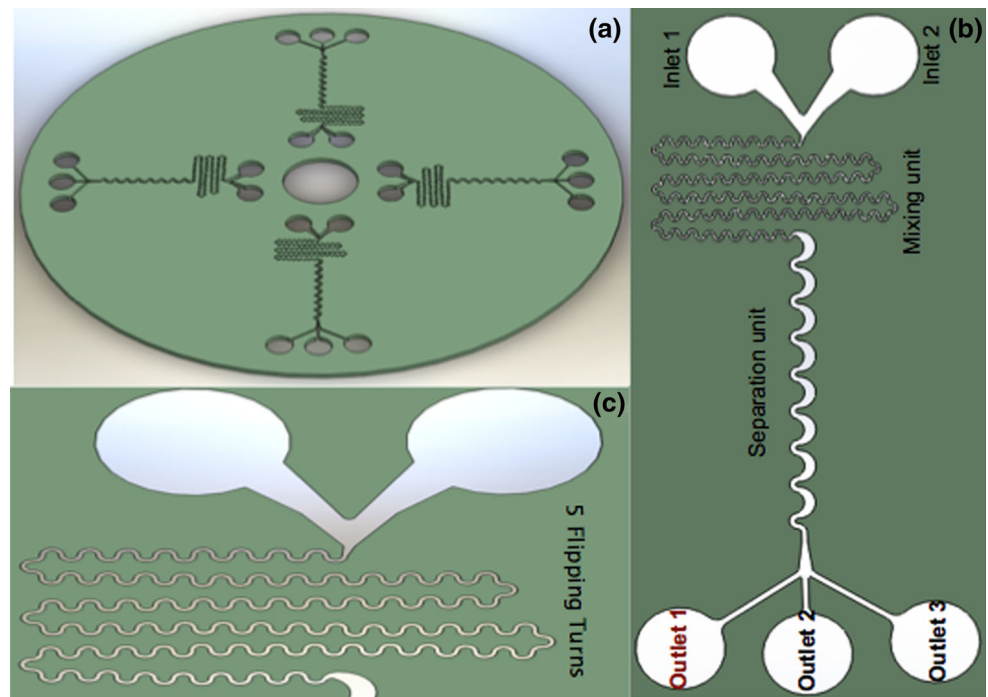 (a)
(b)
Inlet 1
Inlet 2
Mixing unit
Separation unit
Outlet 1
Outlet 2
Outlet 3
(c)
5 Flipping Turns